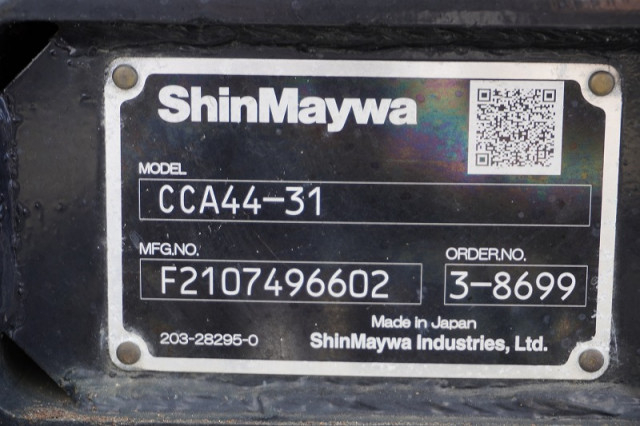 ShinMaywa
MODEL
CCA44-31
MFG.NO.
F2107496602
ORDER.NO.
3-8699
203-28295-0
Made in Japan
ShinMaywa Industries, Ltd.